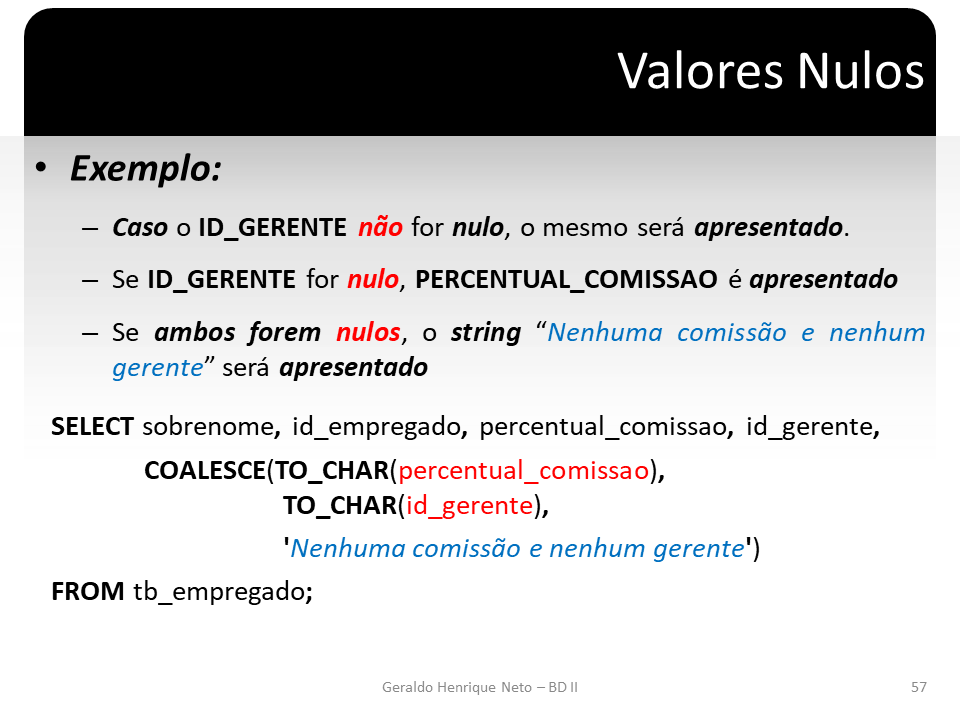 Valores Nulos
• Exemplo:
– Caso o ID_GERENTE não for nulo, o mesmo será apresentado.
– Se ID_GERENTE for nulo, PERCENTUAL_COMISSAO é apresentado
– Se ambos forem nulos, o string “Nenhuma comissão e nenhum
gerente” será apresentado
SELECT sobrenome, id_empregado, percentual_comissao, id_gerente,
COALESCE(TO_CHAR(percentual_comissao),
TO_CHAR(id_gerente),
'Nenhuma comissão e nenhum gerente')
FROM tb_empregado;
Geraldo Henrique Neto – BD II
57